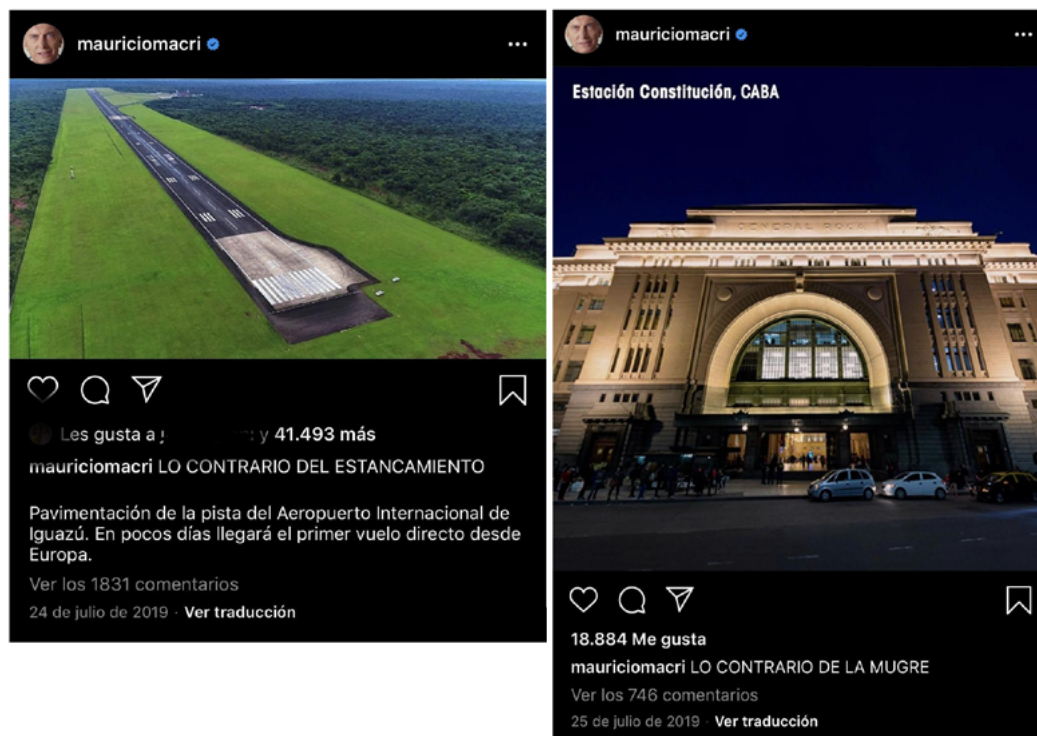 mauriciomacri
Les gusta a y 41.493 más
mauriciomacri LO CONTRARIO DEL ESTANCAMIENTO
Pavimentación de la pista del Aeropuerto Internacional de
Iguazú. En pocos días llegará el primer vuelo directo desde
Europa.
Ver los 1831 comentarios
24 de julio de 2019 · Ver traducción
mauriciomacri
Estación Constitución, CABA
GENERAL ROCA
18.884 Me gusta
mauriciomacri LO CONTRARIO DE LA MUGRE
Ver los 746 comentarios
25 de julio de 2019 · Ver traducción